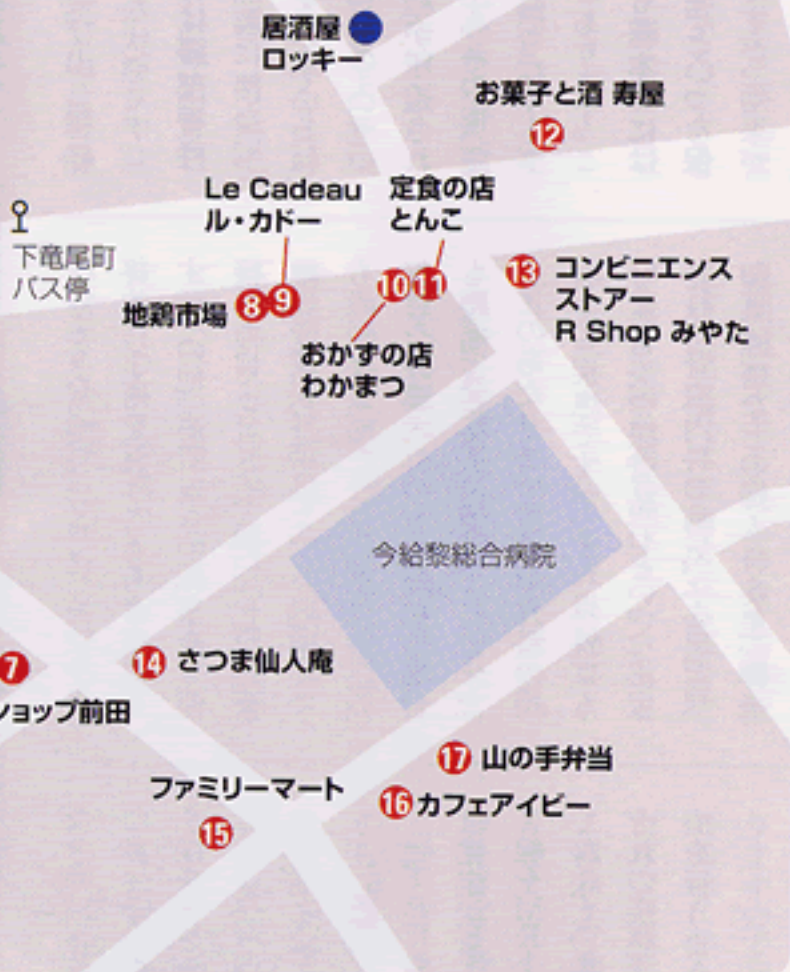 居酒屋
ロッキー
お菓子と酒 寿屋
12
Le Cadeau
ル・カドー
定食の店
とんこ
下竜尾町
バス停
地鶏市場
8
9
10
11
13
コンビニエンス
ストアー
R Shop みやた
おかずの店
わかまつ
今給黎総合病院
7
ショップ前田
14
さつま仙人庵
17
山の手弁当
ファミリーマート
15
16
カフェアイビー